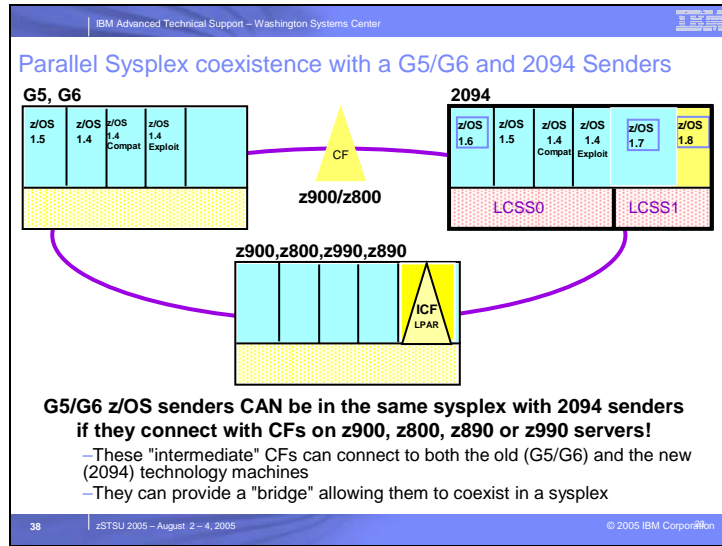 IBM Advanced Technical Support – Washington Systems Center
IBM
Parallel Sysplex coexistence with a G5/G6 and 2094 Senders
G5, G6
z/OS 1.5
z/OS 1.4
z/OS 1.4 Compat
z/OS 1.4 Exploit
CF
z900/z800
2094
z/OS 1.6
z/OS 1.5
z/OS 1.4 Compat
z/OS 1.4 Exploit
z/OS 1.7
z/OS 1.8
LCSS0
LCSS1
z900,z800,z990,z890
ICF
LPAR
G5/G6 z/OS senders CAN be in the same sysplex with 2094 senders
if they connect with CFs on z900, z800, z890 or z990 servers!
–These "intermediate" CFs can connect to both the old (G5/G6) and the new
(2094) technology machines
–They can provide a "bridge" allowing them to coexist in a sysplex
38
zSTSU 2005 – August 2 – 4, 2005
© 2005 IBM Corporation